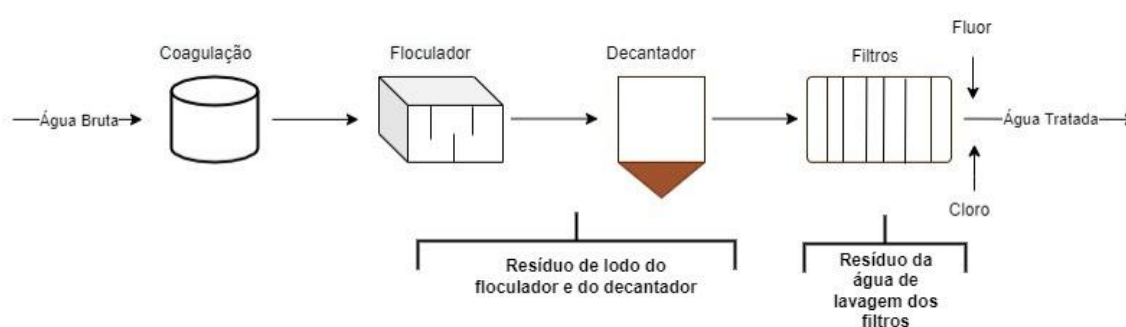 Coagulação
Floculador
Decantador
Filtros
Fluor
Água Bruta
Água Tratada
Cloro
Resíduo de lodo do
floculador e do decantador
Resíduo da
água de
lavagem dos
filtros